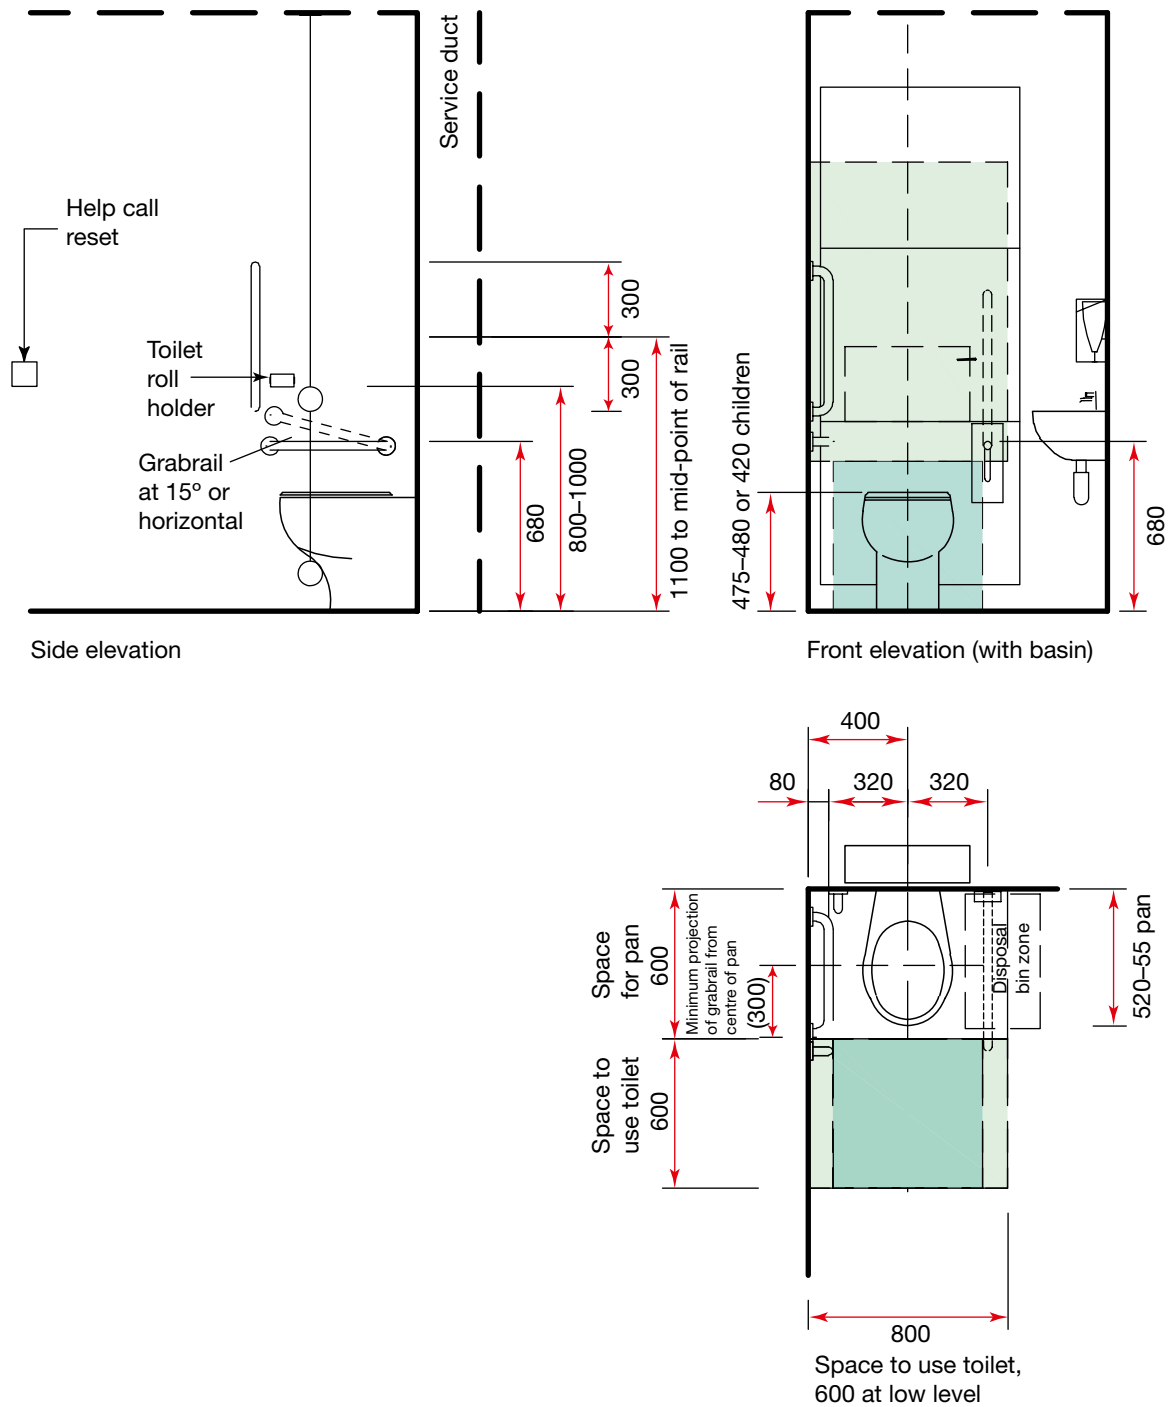 Service duct
Help call
reset
Toilet
roll
holder
Grabrail
at 15º or
horizontal
300
300
680
800–1000
1100 to mid-point of rail
Side elevation
475–480 or 420 children
680
Front elevation (with basin)
400
80
320
320
Space
for pan
600
Minimum projection
of grabrail from
centre of pan
(300)
Disposal
bin zone
520–55 pan
Space to
use toilet
600
800
Space to use toilet,
600 at low level